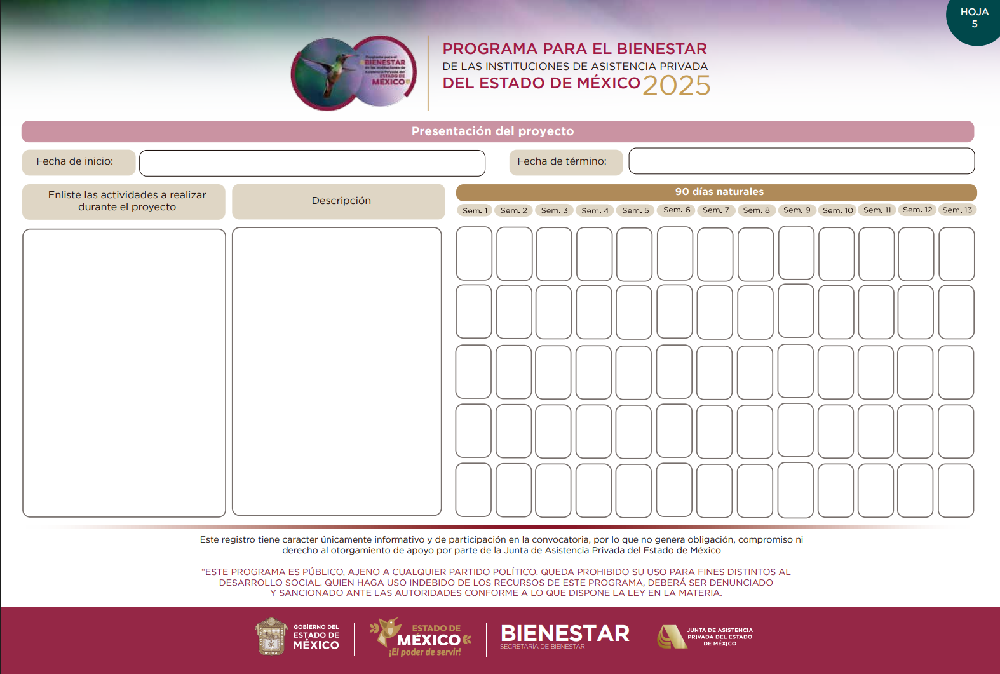 HOJA
5
Programa para el
BIENESTAR
de las Instituciones de
Asistencia Privada del
ESTADO DE
MÉXICO
PROGRAMA PARA EL BIENESTAR
DE LAS INSTITUCIONES DE ASISTENCIA PRIVADA
DEL ESTADO DE MÉXICO 2025
Presentación del proyecto
Fecha de inicio:
Fecha de término:
Enliste las actividades a realizar
durante el proyecto
Descripción
90 días naturales
Sem. 1 Sem. 2 Sem. 3 Sem. 4 Sem. 5 Sem. 6 Sem. 7 Sem. 8 Sem. 9 Sem. 10 Sem. 11 Sem. 12 Sem. 13
Este registro tiene caracter únicamente informativo y de participación en la convocatoria, por lo que no genera obligación, compromiso ni
derecho al otorgamiento de apoyo por parte de la Junta de Asistencia Privada del Estado de México
“ESTE PROGRAMA ES PÚBLICO, AJENO A CUALQUIER PARTIDO POLÍTICO. QUEDA PROHIBIDO SU USO PARA FINES DISTINTOS AL
DESARROLLO SOCIAL. QUIEN HAGA USO INDEBIDO DE LOS RECURSOS DE ESTE PROGRAMA, DEBERÁ SER DENUNCIADO
Y SANCIONADO ANTE LAS AUTORIDADES CONFORME A LO QUE DISPONE LA LEY EN LA MATERIA.
GOBIERNO DEL
ESTADO DE
MÉXICO
ESTADO DE
MÉXICO
¡El poder de servir!
BIENESTAR
SECRETARÍA DE BIENESTAR
JUNTA DE ASISTENCIA
PRIVADA DEL ESTADO
DE MÉXICO